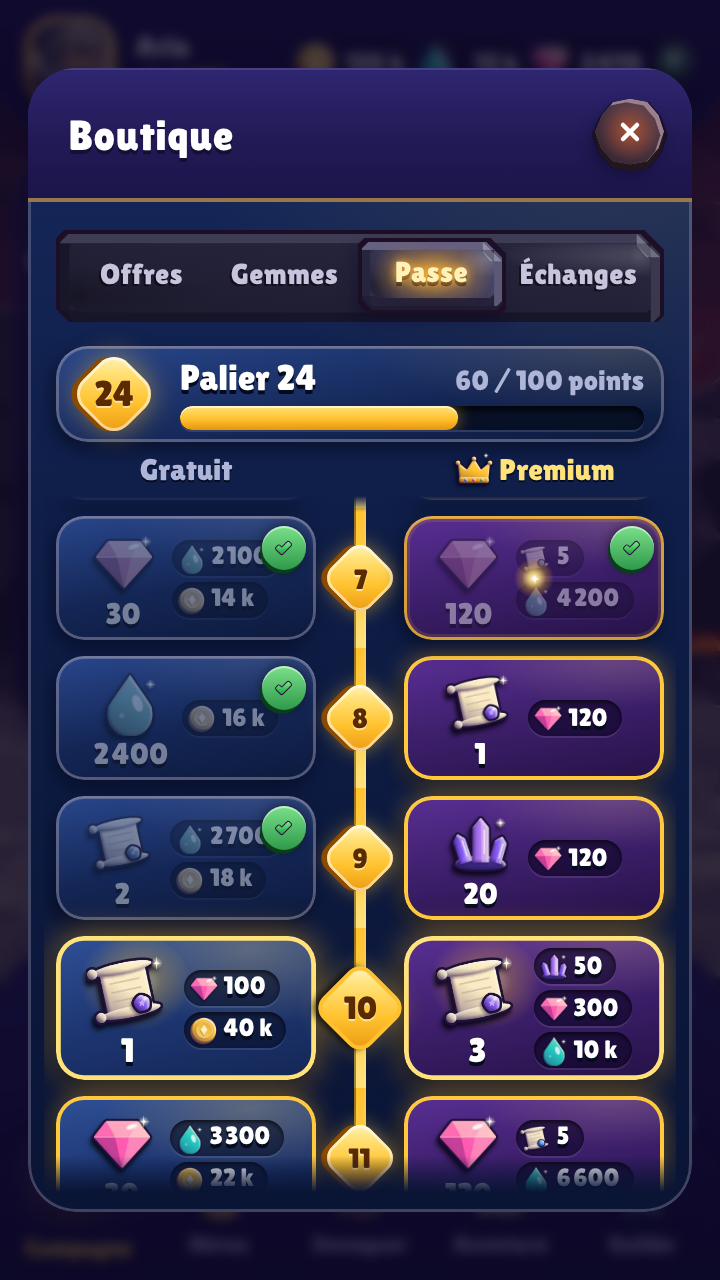 Boutique
Offres Gemmes Passe Échanges
24 Palier 24 60 / 100 points
Gratuit Premium
2100 5
14 k 7 4200
30 120
16 k 8 120
2400 1
2700
18 k 9 120
2 20
100 50
40 k 10 300
1 3 10 k
3300 5
22 k 11 6600